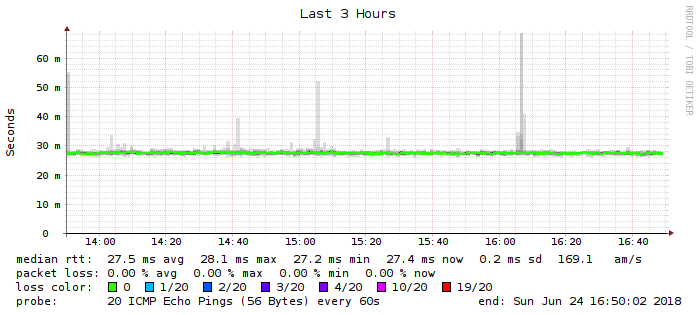 Last 3 Hours
RRDTOOL / TOBI OETIKER
Seconds
60 m
50 m
40 m
30 m
20 m
10 m
0
14:00 14:20 14:40 15:00 15:20 15:40 16:00 16:20 16:40
median rtt: 27.5 ms avg 28.1 ms max 27.2 ms min 27.4 ms now 0.2 ms sd 169.1 am/s
packet loss: 0.00 % avg 0.00 % max 0.00 % min 0.00 % now
loss color: 0 1/20 2/20 3/20 4/20 10/20 19/20
probe: 20 ICMP Echo Pings (56 Bytes) every 60s end: Sun Jun 24 16:50:02 2018